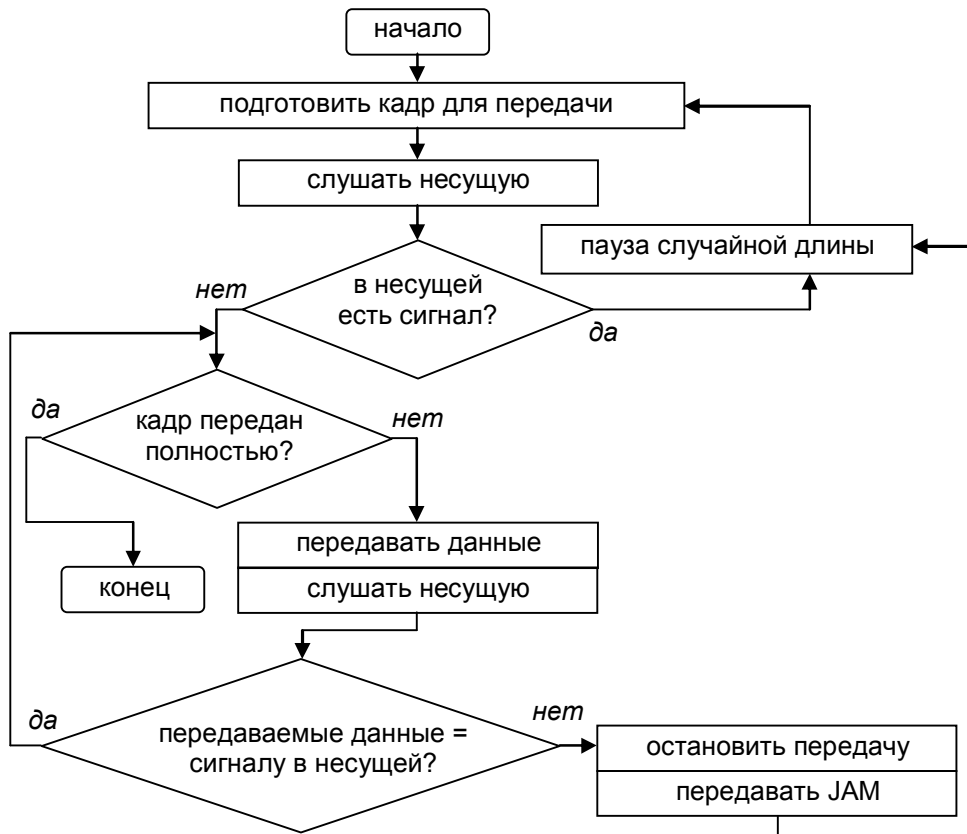 начало
подготовить кадр для передачи
слушать несущую
пауза случайной длины
в несущей
есть сигнал?
нет
да
кадр передан
полностью?
да
нет
передавать данные
слушать несущую
конец
передаваемые данные =
сигналу в несущей?
да
нет
остановить передачу
передавать JAM